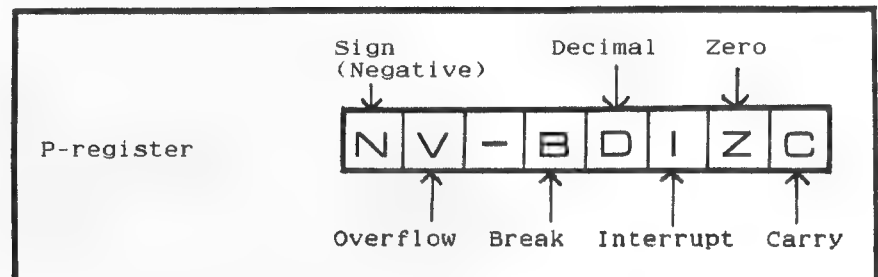 Sign Decimal Zero
(Negative)
P-register N V - B D I Z C
Overflow Break Interrupt Carry